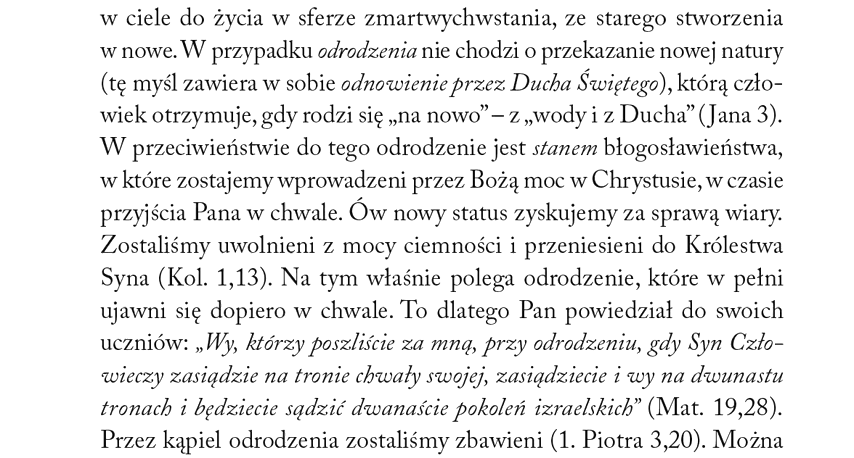 w ciele do życia w sferze zmartwychwstania, ze starego stworzenia
w nowe. W przypadku odrodzenia nie chodzi o przekazanie nowej natury
(tę myśl zawiera w sobie odnowienie przez Ducha Świętego), którą czło-
wiek otrzymuje, gdy rodzi się „na nowo” – z „wody i z Ducha” (Jana 3).
W przeciwieństwie do tego odrodzenie jest stanem błogosławieństwa,
w które zostajemy wprowadzeni przez Bożą moc w Chrystusie, w czasie
przyjścia Pana w chwale. Ów nowy status zyskujemy za sprawą wiary.
Zostaliśmy uwolnieni z mocy ciemności i przeniesieni do Królestwa
Syna (Kol. 1,13). Na tym właśnie polega odrodzenie, które w pełni
ujawni się dopiero w chwale. To dlatego Pan powiedział do swoich
uczniów: „Wy, którzy poszliście za mną, przy odrodzeniu, gdy Syn Czło-
wieczy zasiądzie na tronie chwały swojej, zasiądziecie i wy na dwunastu
tronach i będziecie sądzić dwanaście pokoleń izraelskich” (Mat. 19,28).
Przez kąpiel odrodzenia zostaliśmy zbawieni (1. Piotra 3,20). Można